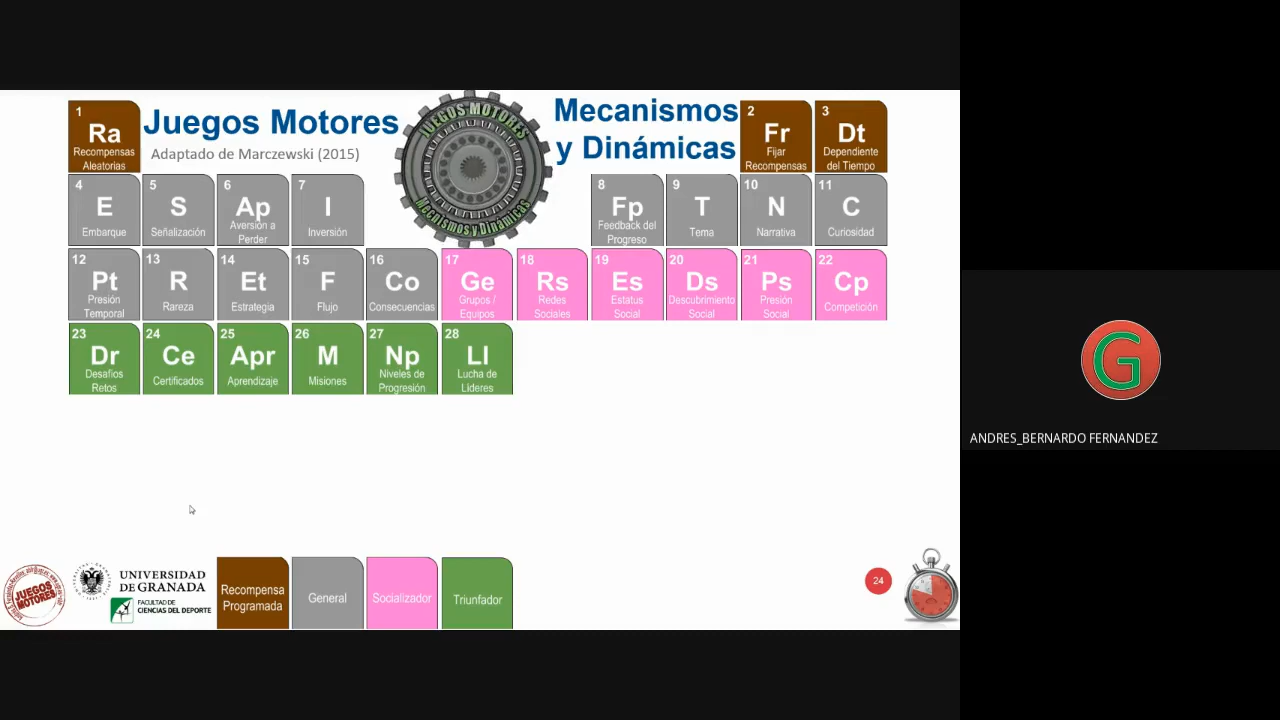 Juegos Motores
Adaptado de Marczewski (2015)
JUEGOS MOTORES
Mecnismos y Dinámicas
Mecanismos
y Dinámicas
1
Ra
Recompensas
Aleatorias
2
Fr
Fijar
Recompensas
3
Dt
Dependiente
del Tiempo
4
E
Embarque
5
S
Señalización
6
Ap
Aversión a
Perder
7
I
Inversión
8
Fp
Feedback del
Progreso
9
T
Tema
10
N
Narrativa
11
C
Curiosidad
12
Pt
Presión
Temporal
13
R
Rareza
14
Et
Estrategia
15
F
Flujo
16
Co
Consecuencias
17
Ge
Grupos /
Equipos
18
Rs
Redes
Sociales
19
Es
Estatus
Social
20
Ds
Descubrimiento
Social
21
Ps
Presión
Social
22
Cp
Competición
23
Dr
Desafíos
Retos
24
Ce
Certificados
25
Apr
Aprendizaje
26
M
Misiones
27
Np
Niveles de
Progresión
28
Ll
Lucha de
Líderes
JUEGOS
MOTORES
UNIVERSIDAD
DE GRANADA
FACULTAD DE
CIENCIAS DEL DEPORTE
Recompensa
Programada
General
Socializador
Triunfador
24
G
ANDRES_BERNARDO FERNANDEZ